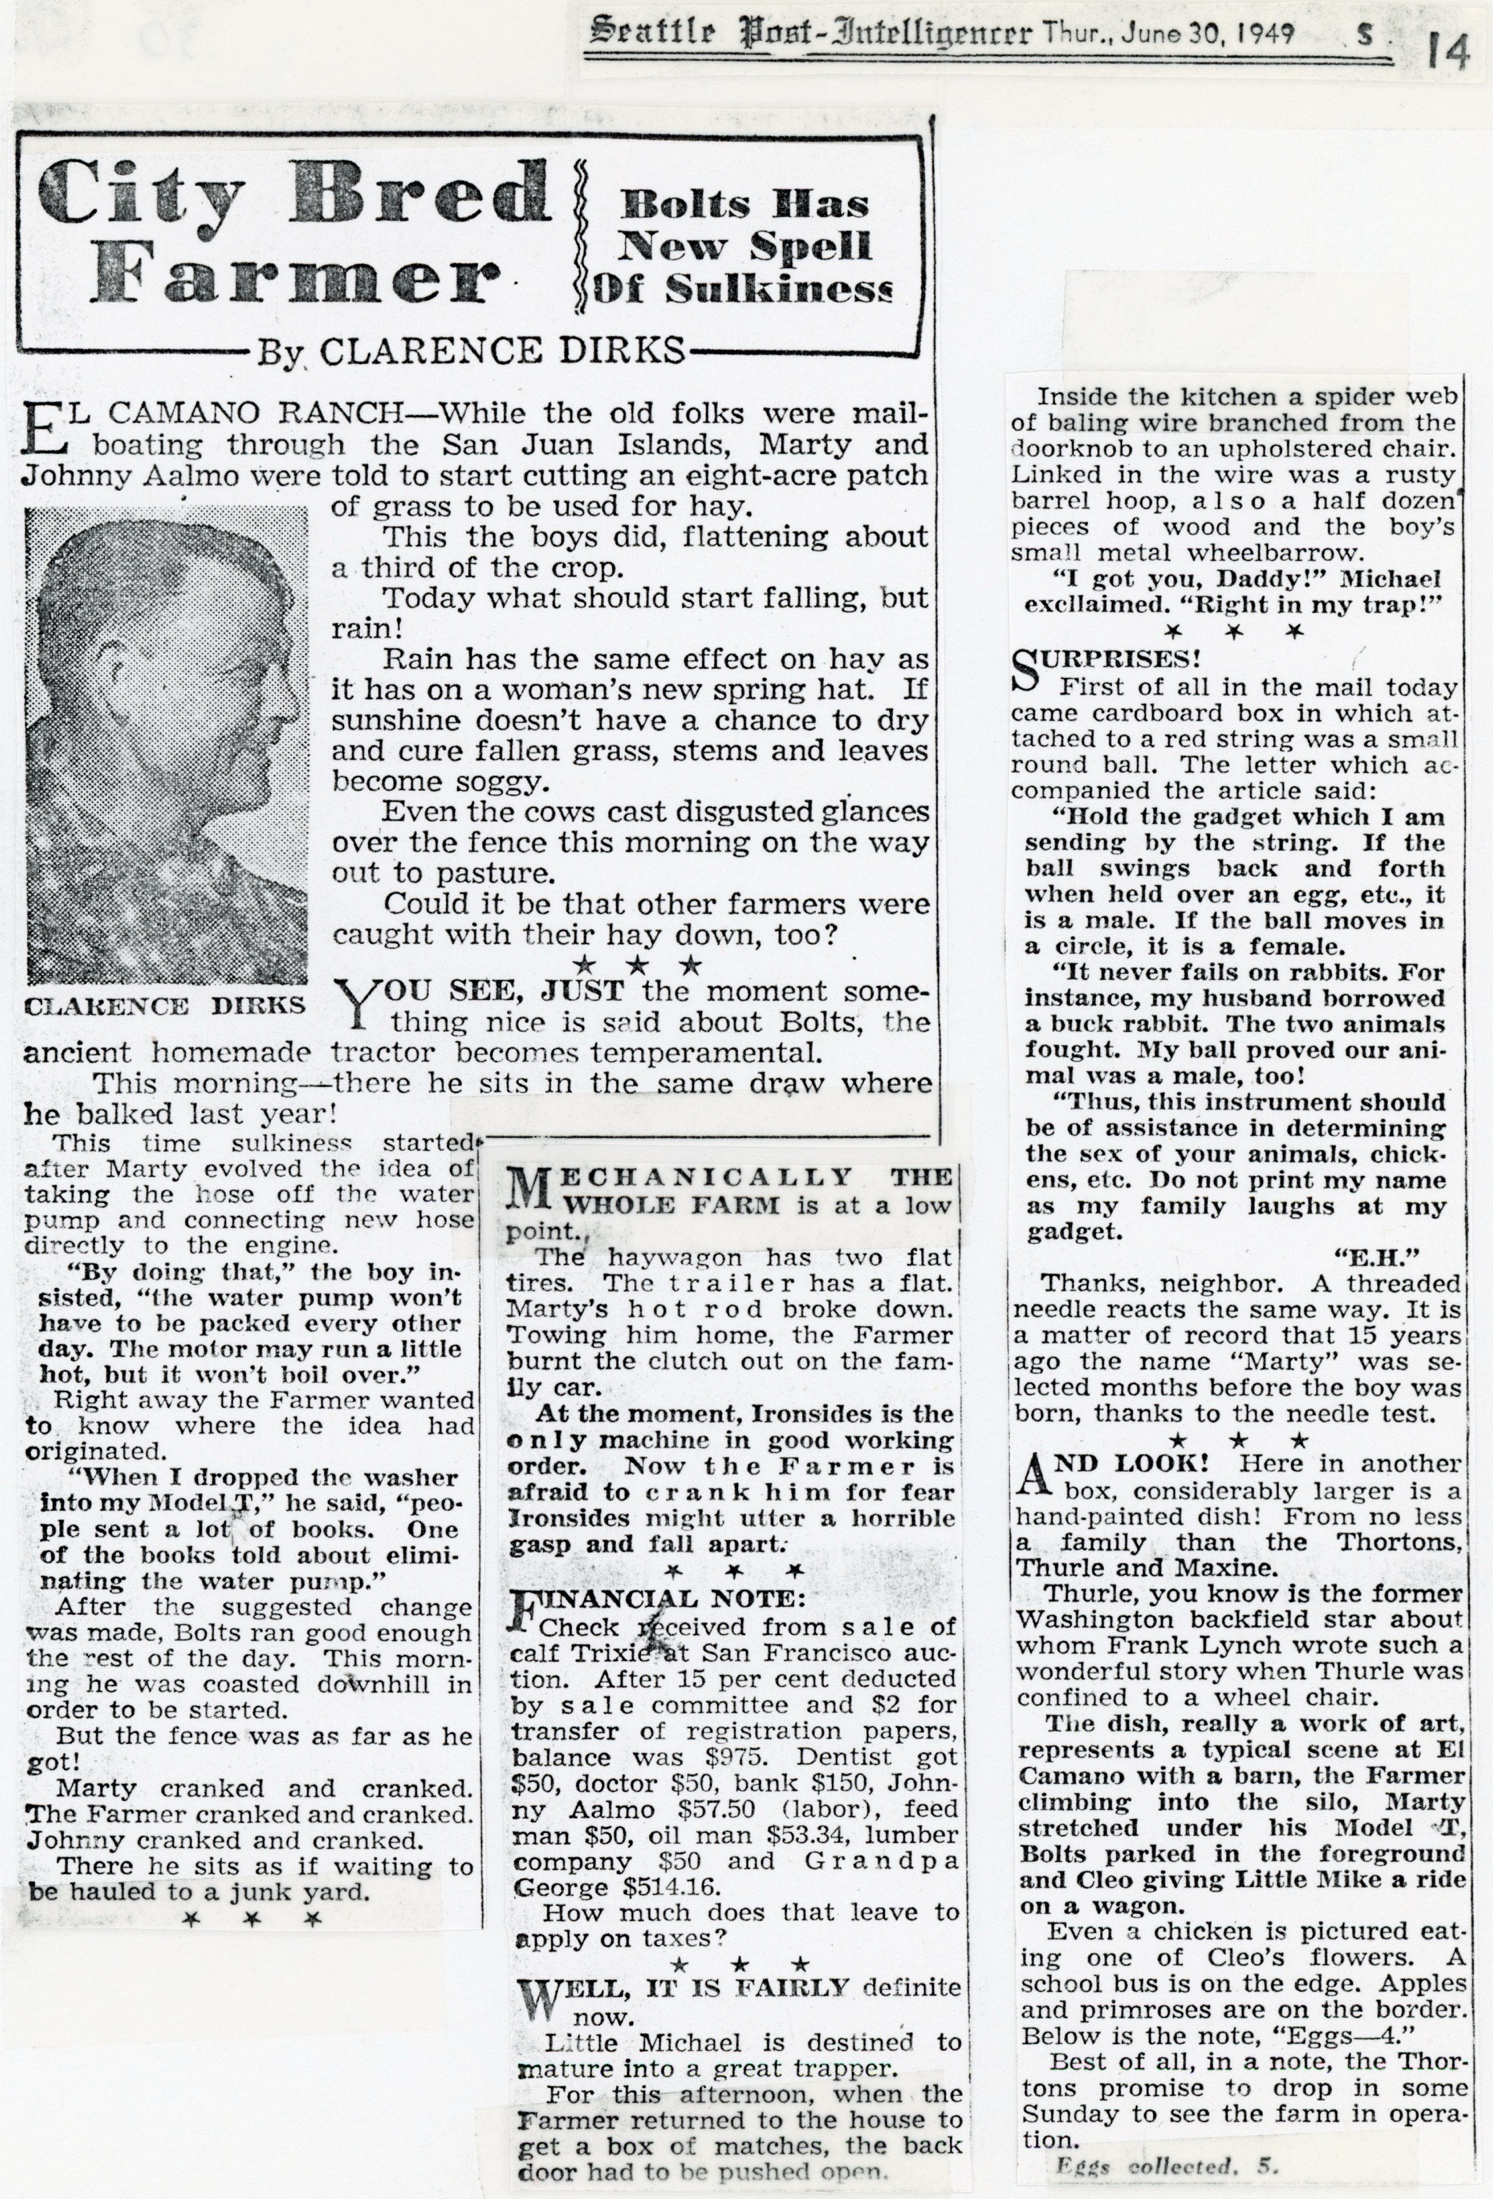 Seattle Post-Intelligencer Thur., June 30, 1949 S 14
City Bred
Farmer
Bolts Has
New Spell
Of Sulkiness
By CLARENCE DIRKS
EL CAMANO RANCH—While the old folks were mail-
boating through the San Juan Islands, Marty and
Johnny Aalmo were told to start cutting an eight-acre patch
of grass to be used for hay.
This the boys did, flattening about
a third of the crop.
Today what should start falling, but
rain!
Rain has the same effect on hay as
it has on a woman's new spring hat. If
sunshine doesn't have a chance to dry
and cure fallen grass, stems and leaves
become soggy.
Even the cows cast disgusted glances
over the fence this morning on the way
out to pasture.
Could it be that other farmers were
caught with their hay down, too?
★ ★ ★
CLARENCE DIRKS
YOU SEE, JUST the moment some-
thing nice is said about Bolts, the
ancient homemade tractor becomes temperamental.
This morning—there he sits in the same draw where
he balked last year!
This time sulkiness started
after Marty evolved the idea of
taking the hose off the water
pump and connecting new hose
directly to the engine.
"By doing that," the boy in-
sisted, "the water pump won't
have to be packed every other
day. The motor may run a little
hot, but it won't boil over."
Right away the Farmer wanted
to know where the idea had
originated.
"When I dropped the washer
into my Model T," he said, "peo-
ple sent a lot of books. One
of the books told about elimi-
nating the water pump."
After the suggested change
was made, Bolts ran good enough
the rest of the day. This morn-
ing he was coasted downhill in
order to be started.
But the fence was as far as he
got!
Marty cranked and cranked.
The Farmer cranked and cranked.
Johnny cranked and cranked.
There he sits as if waiting to
be hauled to a junk yard.
★ ★ ★
MECHANICALLY THE
WHOLE FARM is at a low
point.
The haywagon has two flat
tires. The trailer has a flat.
Marty's hot rod broke down.
Towing him home, the Farmer
burnt the clutch out on the fam-
ily car.
At the moment, Ironsides is the
only machine in good working
order. Now the Farmer is
afraid to crank him for fear
Ironsides might utter a horrible
gasp and fall apart.
★ ★ ★
FINANCIAL NOTE:
Check received from sale of
calf Trixie at San Francisco auc-
tion. After 15 per cent deducted
by sale committee and $2 for
transfer of registration papers,
balance was $975. Dentist got
$50, doctor $50, bank $150, John-
ny Aalmo $57.50 (labor), feed
man $50, oil man $53.34, lumber
company $50 and Grandpa
George $514.16.
How much does that leave to
apply on taxes?
★ ★ ★
WELL, IT IS FAIRLY definite
now.
Little Michael is destined to
mature into a great trapper.
For this afternoon, when the
Farmer returned to the house to
get a box of matches, the back
door had to be pushed open.
Inside the kitchen a spider web
of baling wire branched from the
doorknob to an upholstered chair.
Linked in the wire was a rusty
barrel hoop, also a half dozen
pieces of wood and the boy's
small metal wheelbarrow.
"I got you, Daddy!" Michael
excllaimed. "Right in my trap!"
★ ★ ★
SURPRISES!
First of all in the mail today
came cardboard box in which at-
tached to a red string was a small
round ball. The letter which ac-
companied the article said:
"Hold the gadget which I am
sending by the string. If the
ball swings back and forth
when held over an egg, etc., it
is a male. If the ball moves in
a circle, it is a female.
"It never fails on rabbits. For
instance, my husband borrowed
a buck rabbit. The two animals
fought. My ball proved our ani-
mal was a male, too!
"Thus, this instrument should
be of assistance in determining
the sex of your animals, chick-
ens, etc. Do not print my name
as my family laughs at my
gadget.
"E.H."
Thanks, neighbor. A threaded
needle reacts the same way. It is
a matter of record that 15 years
ago the name "Marty" was se-
lected months before the boy was
born, thanks to the needle test.
★ ★ ★
AND LOOK! Here in another
box, considerably larger is a
hand-painted dish! From no less
a family than the Thortons,
Thurle and Maxine.
Thurle, you know is the former
Washington backfield star about
whom Frank Lynch wrote such a
wonderful story when Thurle was
confined to a wheel chair.
The dish, really a work of art,
represents a typical scene at El
Camano with a barn, the Farmer
climbing into the silo, Marty
stretched under his Model T,
Bolts parked in the foreground
and Cleo giving Little Mike a ride
on a wagon.
Even a chicken is pictured eat-
ing one of Cleo's flowers. A
school bus is on the edge. Apples
and primroses are on the border.
Below is the note, "Eggs—4."
Best of all, in a note, the Thor-
tons promise to drop in some
Sunday to see the farm in opera-
tion.
Eggs collected, 5.